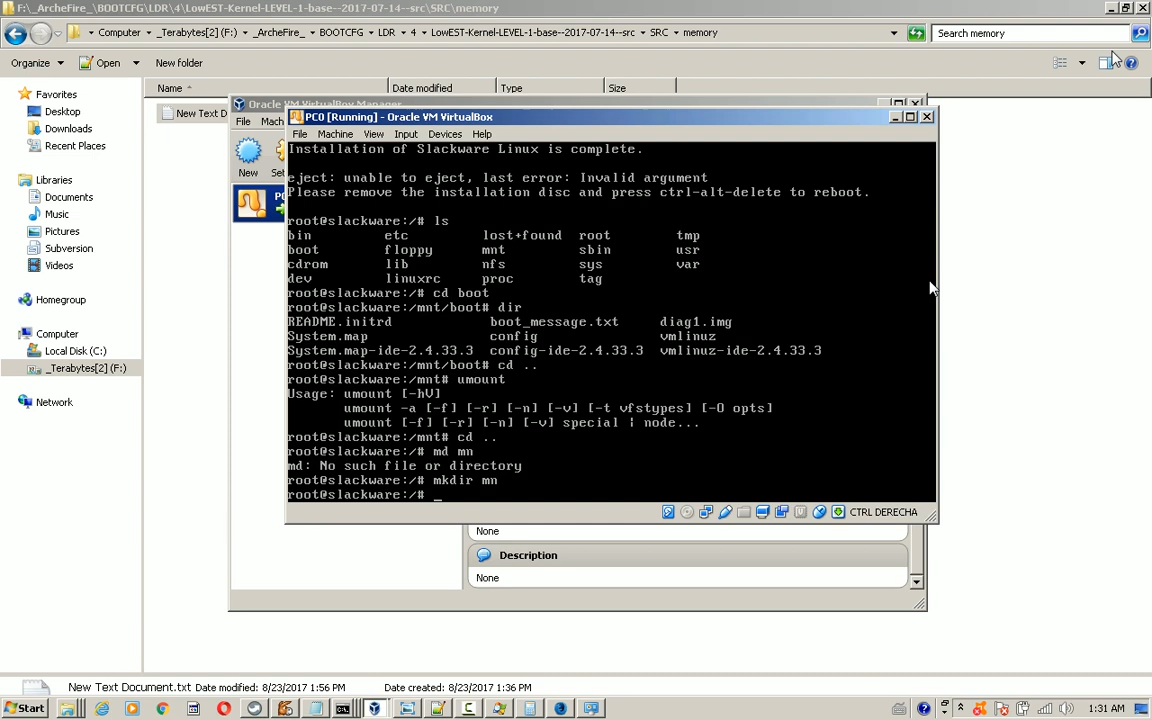 F:\_ArcheFire_\BOOTCFG\LDR\4\LowEST-Kernel-LEVEL-1-base--2017-07-14--src\SRC\memory
Computer
_Terabytes[2] (F:)
_ArcheFire_
BOOTCFG
LDR
4
LowEST-Kernel-LEVEL-1-base--2017-07-14--src
SRC
memory
Search memory
Organize
Open
New folder
Favorites
Desktop
Downloads
Recent Places
Libraries
Documents
Music
Pictures
Subversion
Videos
Homegroup
Computer
Local Disk (C:)
_Terabytes[2] (F:)
Network
Name
Date modified
Type
Size
New Text D
Oracle VM VirtualBox Manager
File Mach
New Set
PC0 [Running] - Oracle VM VirtualBox
File Machine View Input Devices Help
Installation of Slackware Linux is complete.
eject: unable to eject, last error: Invalid argument
Please remove the installation disc and press ctrl-alt-delete to reboot.
root@slackware:/# ls
bin etc lost+found root tmp
boot floppy mnt sbin usr
cdrom lib nfs sys var
dev linuxrc proc tag
root@slackware:/# cd boot
root@slackware:/mnt/boot# dir
README.initrd boot_message.txt diag1.img
System.map config vmlinuz
System.map-ide-2.4.33.3 config-ide-2.4.33.3 vmlinuz-ide-2.4.33.3
root@slackware:/mnt/boot# cd ..
root@slackware:/mnt# umount
Usage: umount [-hV]
umount -a [-f] [-r] [-n] [-v] [-t vfstypes] [-O opts]
umount [-f] [-r] [-n] [-v] special | node...
root@slackware:/mnt# cd ..
root@slackware:/# md mn
md: No such file or directory
root@slackware:/# mkdir mn
root@slackware:/# _
CTRL DERECHA
None
Description
None
New Text Document.txt Date modified: 8/23/2017 1:56 PM Date created: 8/23/2017 1:36 PM
Start
1:31 AM